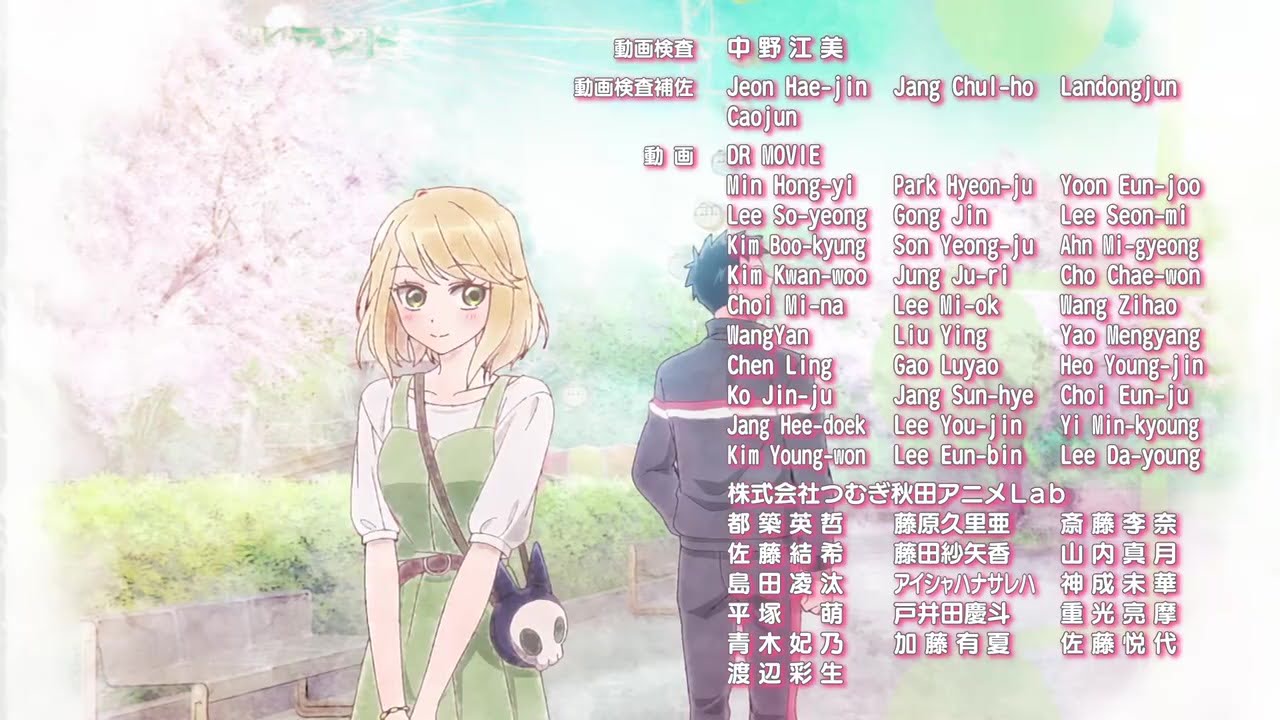 動画検査 中野江美
動画検査補佐 Jeon Hae-jin Jang Chul-ho Landongjun
Caojun
動画 DR MOVIE
Min Hong-yi Park Hyeon-ju Yoon Eun-joo
Lee So-yeong Gong Jin Lee Seon-mi
Kim Boo-kyung Son Yeong-ju Ahn Mi-gyeong
Kim Kwan-woo Jung Ju-ri Cho Chae-won
Choi Mi-na Lee Mi-ok Wang Zihao
WangYan Liu Ying Yao Mengyang
Chen Ling Gao Luyao Heo Young-jin
Ko Jin-ju Jang Sun-hye Choi Eun-ju
Jang Hee-doek Lee You-jin Yi Min-kyoung
Kim Young-won Lee Eun-bin Lee Da-young
株式会社つむぎ秋田アニメLab
都築英哲 藤原久里亜 斎藤李奈
佐藤結希 藤田紗矢香 山内真月
島田凌汰 アイシャハナサレハ 神成未華
平塚 萌 戸井田慶斗 重光亮摩
青木妃乃 加藤有夏 佐藤悦代
渡辺彩生